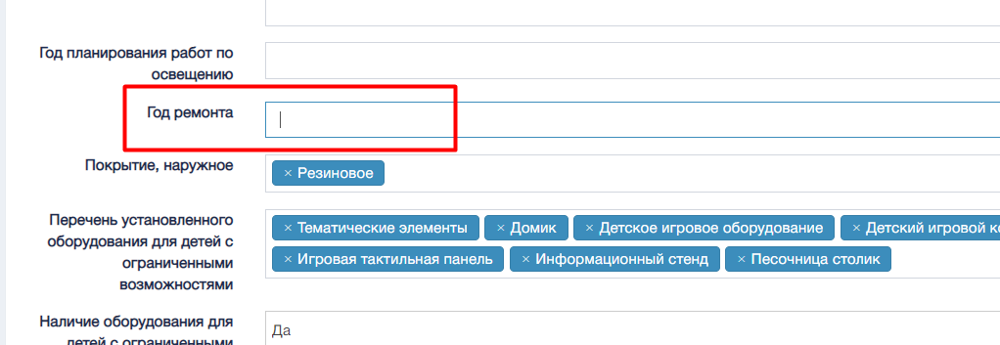 Год планирования работ по
освещению
Год ремонта
Покрытие, наружное
× Резиновое
Перечень установленного
оборудования для детей с
ограниченными
возможностями
× Тематические элементы × Домик × Детское игровое оборудование × Детский игровой
× Игровая тактильная панель × Информационный стенд × Песочница столик
Наличие оборудования для
детей с ограниченными
Да